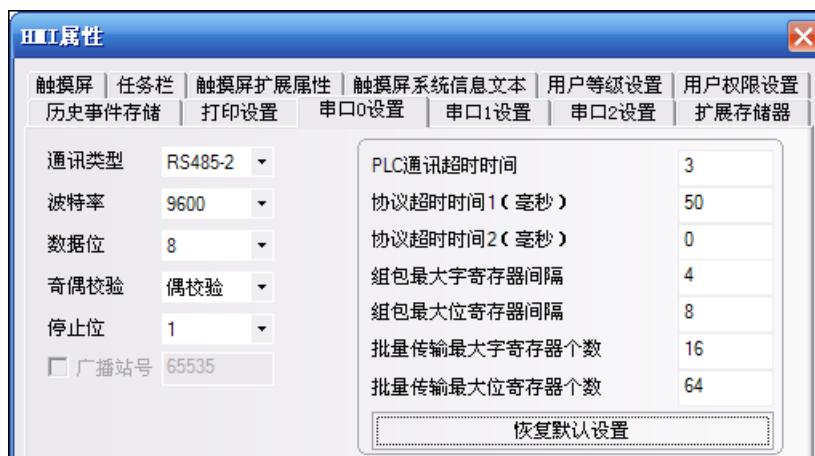 HMI属性
触摸屏 任务栏 触摸屏扩展属性 触摸屏系统信息文本 用户等级设置 用户权限设置
历史事件存储 打印设置 串口0设置 串口1设置 串口2设置 扩展存储器
通讯类型 RS485-2
波特率 9600
数据位 8
奇偶校验 偶校验
停止位 1
广播站号 65535
PLC通讯超时时间 3
协议超时时间1(毫秒) 50
协议超时时间2(毫秒) 0
组包最大字寄存器间隔 4
组包最大位寄存器间隔 8
批量传输最大字寄存器个数 16
批量传输最大位寄存器个数 64
恢复默认设置